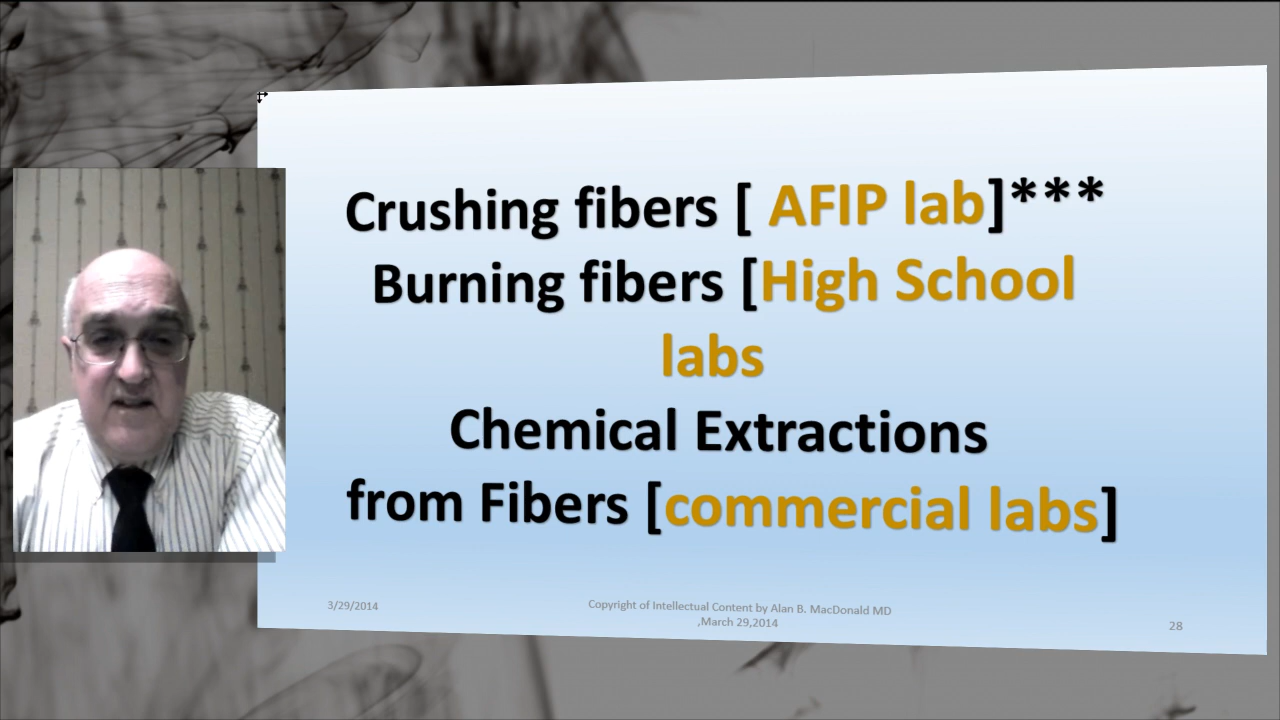 Crushing fibers [ AFIP lab]***
Burning fibers [High School
labs
Chemical Extractions
from Fibers [commercial labs]
3/29/2014
Copyright of Intellectual Content by Alan B. MacDonald MD
,March 29,2014
28